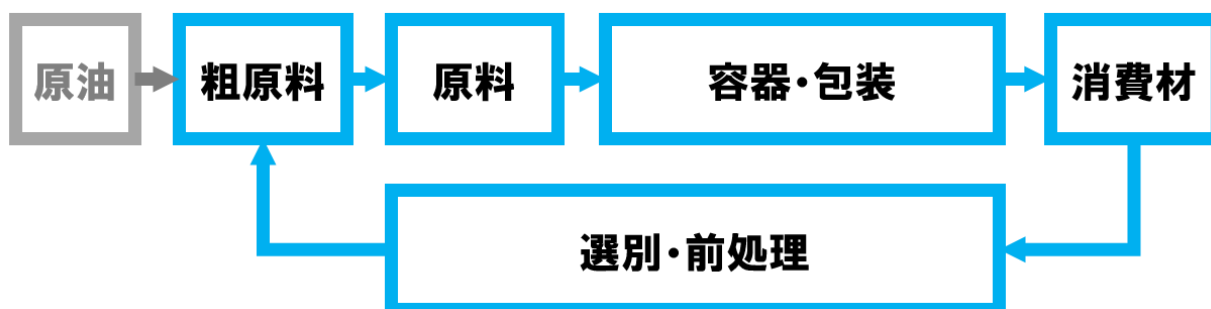 原油
粗原料
原料
容器・包装
消費材
選別・前処理